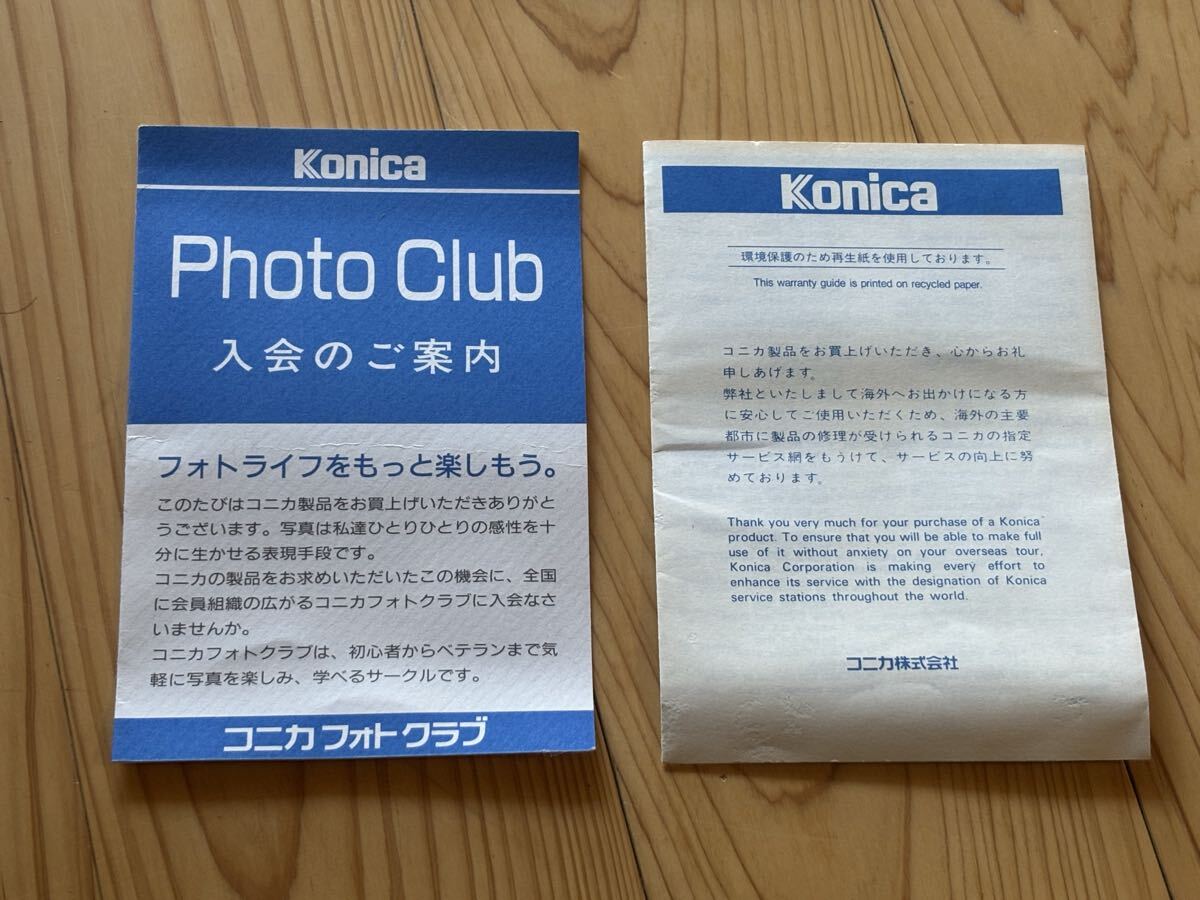 Konica
Photo Club
入会のご案内
フォトライフをもっと楽しもう。
このたびはコニカ製品をお買上げいただきありがと
うございます。写真は私達ひとりひとりの感性を十
分に生かせる表現手段です。
コニカの製品をお求めいただいたこの機会に、全国
に会員組織の広がるコニカフォトクラブに入会なさ
いませんか。
コニカフォトクラブは、初心者からベテランまで気
軽に写真を楽しみ、学べるサークルです。
コニカ フォト クラブ
Konica
環境保護のため再生紙を使用しております。
This warranty guide is printed on recycled paper.
コニカ製品をお買上げいただき、心からお礼
申しあげます。
弊社といたしまして海外へお出かけになる方
に安心してご使用いただくため、海外の主要
都市に製品の修理が受けられるコニカの指定
サービス網をもうけて、サービスの向上に努
めております。
Thank you very much for your purchase of a Konica
product. To ensure that you will be able to make full
use of it without anxiety on your overseas tour,
Konica Corporation is making every effort to
enhance its service with the designation of Konica
service stations throughout the world.
コニカ株式会社